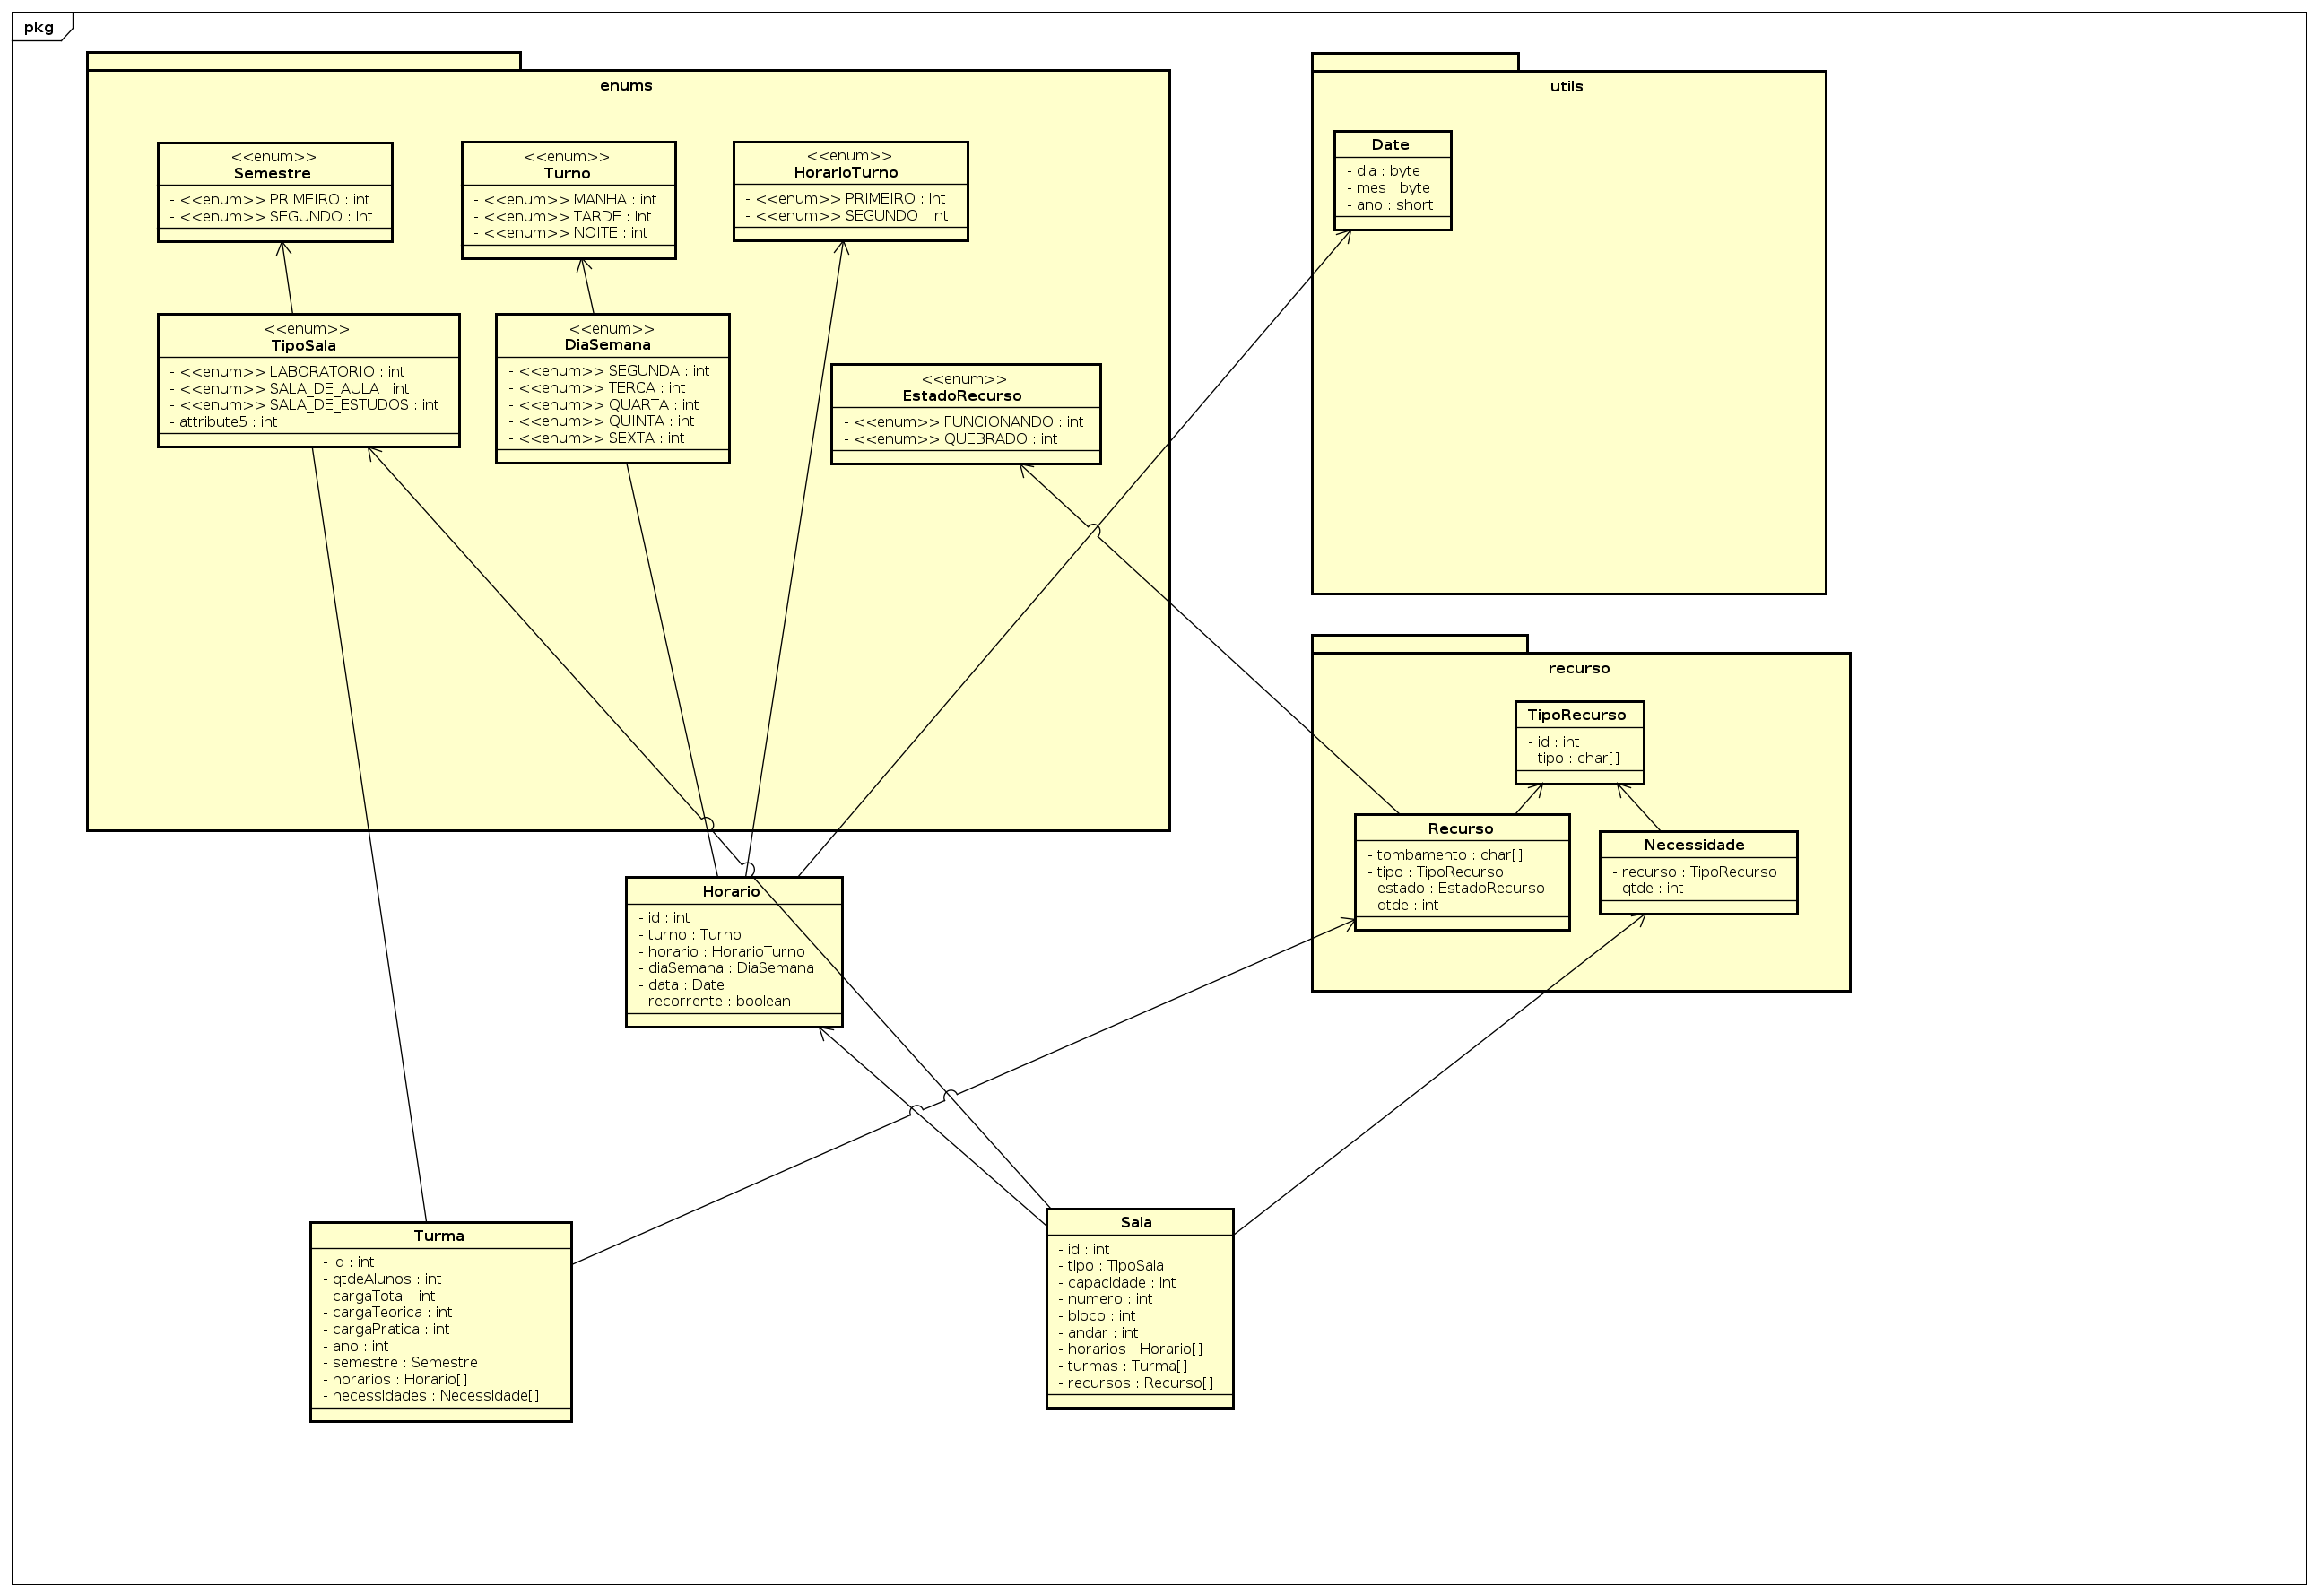 pkg
enums
<<enum>>
Semestre
- <<enum>> PRIMEIRO : int
- <<enum>> SEGUNDO : int
<<enum>>
Turno
- <<enum>> MANHA : int
- <<enum>> TARDE : int
- <<enum>> NOITE : int
<<enum>>
HorarioTurno
- <<enum>> PRIMEIRO : int
- <<enum>> SEGUNDO : int
<<enum>>
TipoSala
- <<enum>> LABORATORIO : int
- <<enum>> SALA_DE_AULA : int
- <<enum>> SALA_DE_ESTUDOS : int
- attribute5 : int
<<enum>>
DiaSemana
- <<enum>> SEGUNDA : int
- <<enum>> TERCA : int
- <<enum>> QUARTA : int
- <<enum>> QUINTA : int
- <<enum>> SEXTA : int
<<enum>>
EstadoRecurso
- <<enum>> FUNCIONANDO : int
- <<enum>> QUEBRADO : int
utils
Date
- dia : byte
- mes : byte
- ano : short
recurso
TipoRecurso
- id : int
- tipo : char[]
Recurso
- tombamento : char[]
- tipo : TipoRecurso
- estado : EstadoRecurso
- qtde : int
Necessidade
- recurso : TipoRecurso
- qtde : int
Horario
- id : int
- turno : Turno
- horario : HorarioTurno
- diaSemana : DiaSemana
- data : Date
- recorrente : boolean
Turma
- id : int
- qtdeAlunos : int
- cargaTotal : int
- cargaTeorica : int
- cargaPratica : int
- ano : int
- semestre : Semestre
- horarios : Horario[]
- necessidades : Necessidade[]
Sala
- id : int
- tipo : TipoSala
- capacidade : int
- numero : int
- bloco : int
- andar : int
- horarios : Horario[]
- turmas : Turma[]
- recursos : Recurso[]